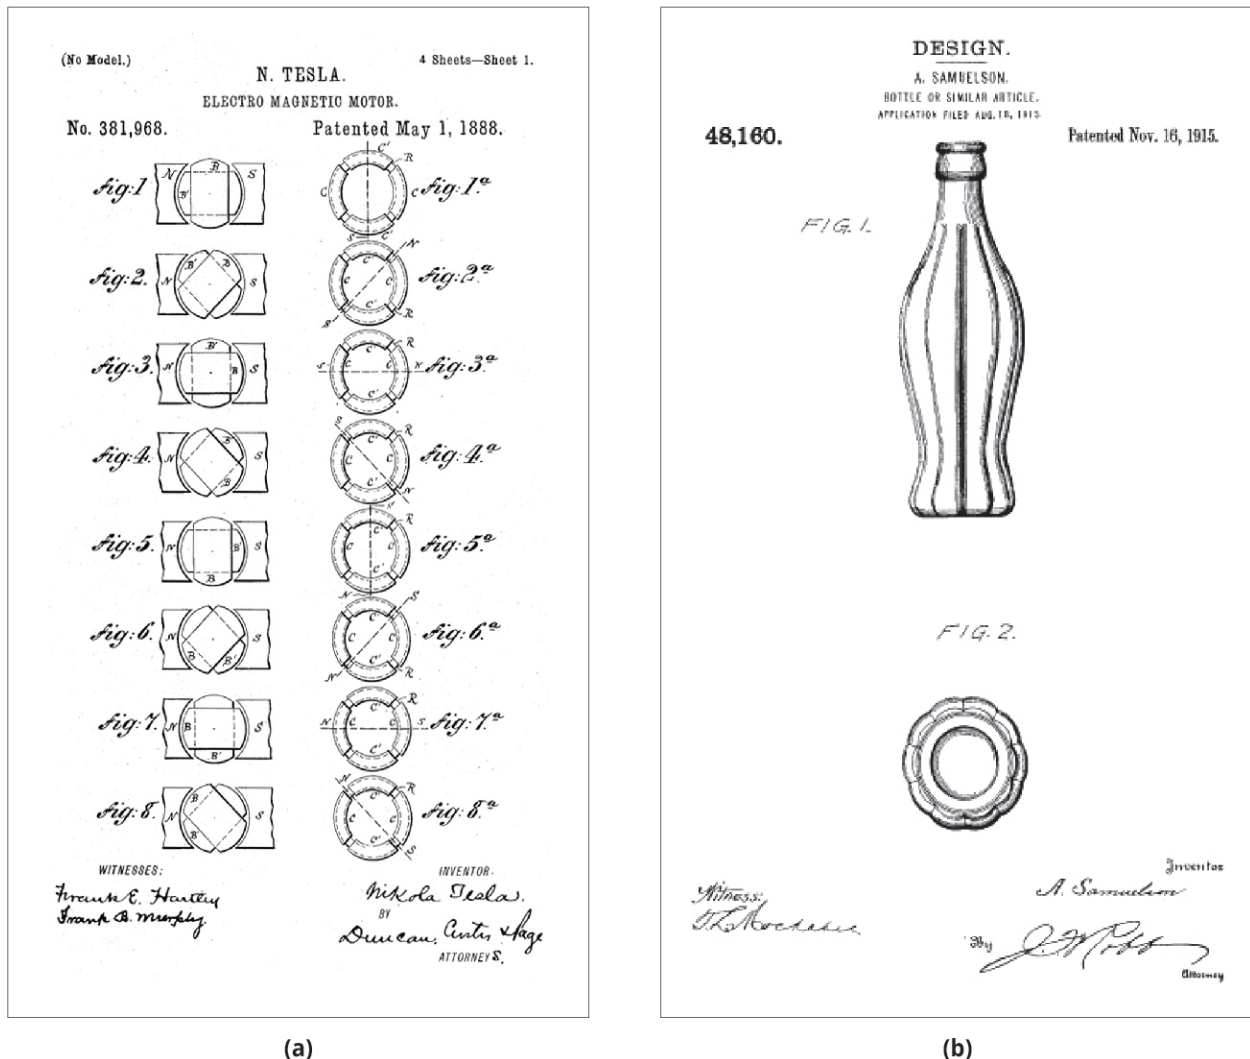 (No Model.)
4 Sheets—Sheet 1.
N. TESLA.
ELECTRO MAGNETIC MOTOR.
No. 381,968.
Patented May 1, 1888.
Fig: 1
N B S
B'
C' R
C C
S C'
Fig: 1ª
Fig: 2.
B' B
N S
N
C'
C C
C'
S R
Fig: 2ª
Fig: 3.
B'
N B S
R
C'
S C C N
Fig: 3ª
Fig: 4.
B'
N S
B
S R
C'
C C
C'
N
Fig: 4ª
Fig: 5.
N B' S
B
S R
C'
C C
C'
N
Fig: 5ª
Fig: 6.
N S
B B'
S
C'
C C
C'
N R
Fig: 6ª
Fig: 7.
N B S
B'
R
C'
N C C S
C'
Fig: 7ª
Fig: 8.
B
N S
B'
N R
C'
C C
C'
S
Fig: 8ª
WITNESSES:
Frank E. Hartley
Frank B. Murphy.
INVENTOR.
Nikola Tesla.
BY
Duncan, Curtis & Page
ATTORNEYS.
(a)
DESIGN.
A. SAMUELSON.
BOTTLE OR SIMILAR ARTICLE.
APPLICATION FILED AUG. 18, 1915.
48,160.
Patented Nov. 16, 1915.
FIG. 1.
FIG. 2.
Witness:
Inventor
A. Samuelson
By
Attorney
(b)